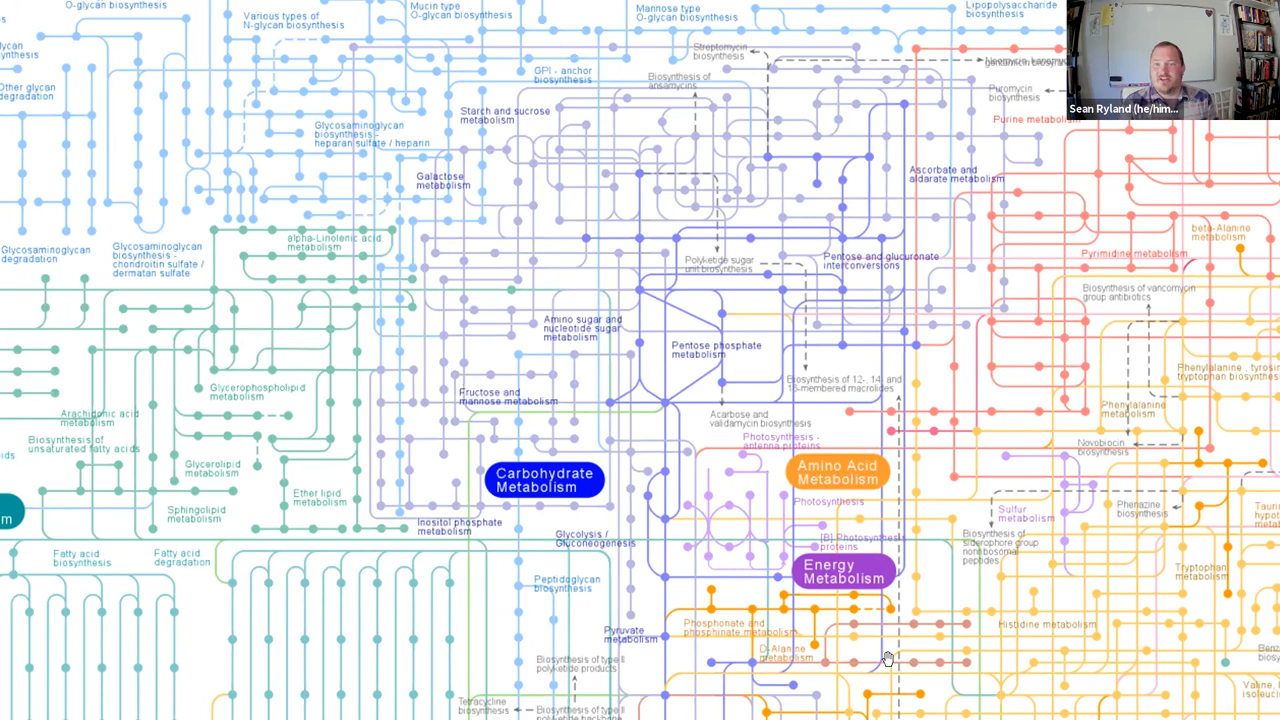 O-glycan biosynthesis
Various types of
N-glycan biosynthesis
Mucin type
O-glycan biosynthesis
Mannose type
O-glycan biosynthesis
Lipopolysaccharide
biosynthesis
Other glycan
degradation
GPI - anchor
biosynthesis
Streptomycin
biosynthesis
Biosynthesis of
ansamycins
Puromycin
biosynthesis
Sean Ryland (he/him...
Purine metabolism
Starch and sucrose
metabolism
Glycosaminoglycan
biosynthesis -
heparan sulfate / heparin
Galactose
metabolism
Ascorbate and
aldarate metabolism
Glycosaminoglycan
degradation
Glycosaminoglycan
biosynthesis -
chondroitin sulfate /
dermatan sulfate
alpha-Linolenic acid
metabolism
Polyketide sugar
unit biosynthesis
Pentose and glucuronate
interconversions
Pyrimidine metabolism
beta-Alanine
metabolism
Biosynthesis of vancomycin
group antibiotics
Amino sugar and
nucleotide sugar
metabolism
Pentose phosphate
metabolism
Biosynthesis of 12-, 14- and
16-membered macrolides
Phenylalanine , tyrosine
tryptophan biosynthes
Glycerophospholipid
metabolism
Fructose and
mannose metabolism
Acarbose and
validamycin biosynthesis
Phenylalanine
metabolism
Arachidonic acid
metabolism
Biosynthesis of
unsaturated fatty acids
Photosynthesis -
antenna proteins
Novobiocin
biosynthesis
Glycerolipid
metabolism
Carbohydrate
Metabolism
Amino Acid
Metabolism
Ether lipid
metabolism
Sphingolipid
metabolism
Inositol phosphate
metabolism
Photosynthesis
Sulfur
metabolism
Phenazine
biosynthesis
Glycolysis /
Gluconeogenesis
[B] Photosynthesis
proteins
Biosynthesis of
siderophore group
nonribosomal
peptides
Fatty acid
biosynthesis
Fatty acid
degradation
Energy
Metabolism
Peptidoglycan
biosynthesis
Tryptophan
metabolism
Pyruvate
metabolism
Phosphonate and
phosphinate metabolism
Histidine metabolism
D-Alanine
metabolism
Biosynthesis of type II
polyketide products
Tetracycline
biosynthesis
Biosynthesis of type II
polyketide backbone